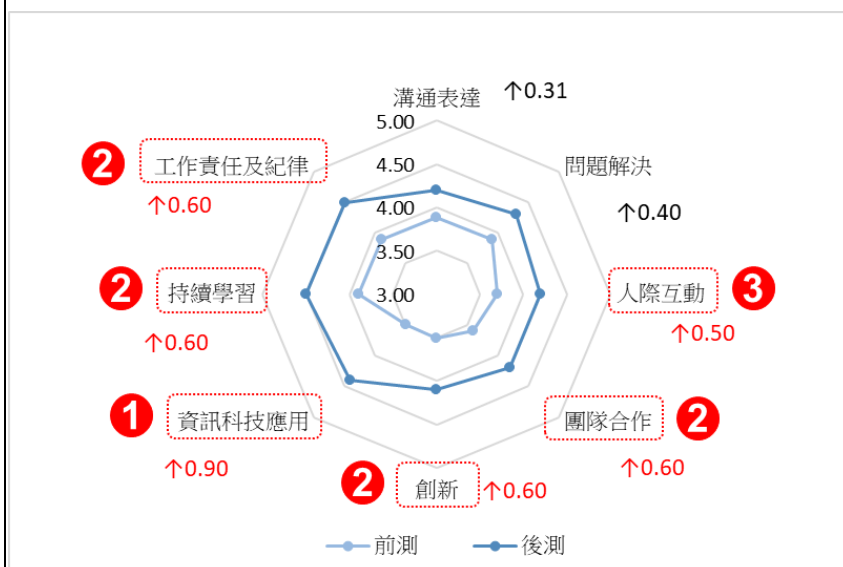 溝通表達 ↑0.31
5.00
4.50
4.00
3.50
3.00
問題解決
↑0.40
人際互動 3
↑0.50
團隊合作 2
↑0.60
2 創新 ↑0.60
1 資訊科技應用
↑0.90
2 持續學習
↑0.60
2 工作責任及紀律
↑0.60
前測 後測